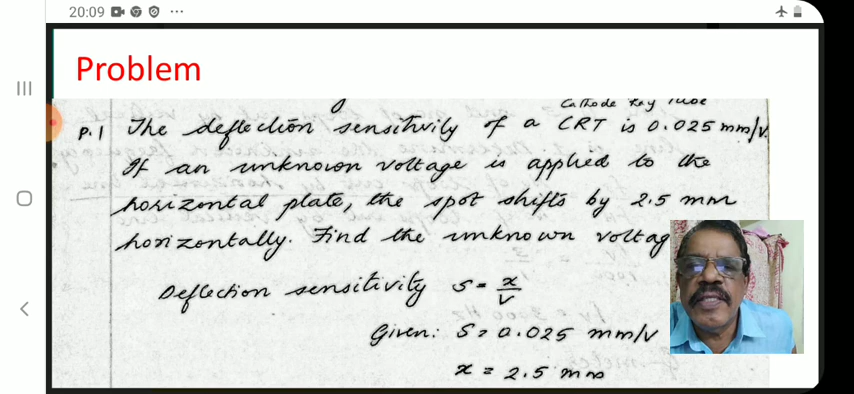 20:09
Problem
Cathode Ray Tube
P.1 The deflection sensitivity of a CRT is 0.025 mm/v.
If an unknown voltage is applied to the
horizontal plate, the spot shifts by 2.5 mm
horizontally. Find the unknown voltag
Deflection sensitivity S = x/V
Given: S = 0.025 mm/v
x = 2.5 mm